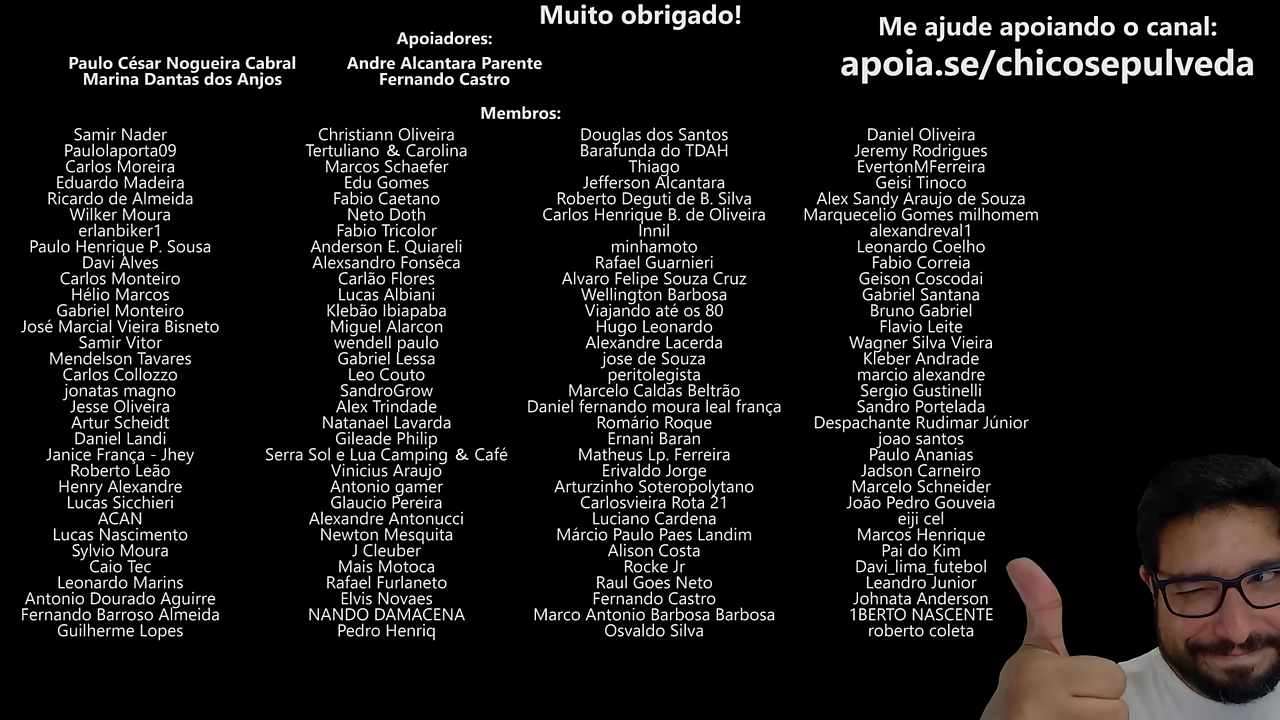 Muito obrigado!
Me ajude apoiando o canal:
apoia.se/chicosepulveda
Apoiadores:
Paulo César Nogueira Cabral
Marina Dantas dos Anjos
Andre Alcantara Parente
Fernando Castro
Membros:
Samir Nader
Paulolaporta09
Carlos Moreira
Eduardo Madeira
Ricardo de Almeida
Wilker Moura
erlanbiker1
Paulo Henrique P. Sousa
Davi Alves
Carlos Monteiro
Hélio Marcos
Gabriel Monteiro
José Marcial Vieira Bisneto
Samir Vitor
Mendelson Tavares
Carlos Collozzo
jonatas magno
Jesse Oliveira
Artur Scheidt
Daniel Landi
Janice França - Jhey
Roberto Leão
Henry Alexandre
Lucas Sicchieri
ACAN
Lucas Nascimento
Sylvio Moura
Caio Tec
Leonardo Marins
Antonio Dourado Aguirre
Fernando Barroso Almeida
Guilherme Lopes
Christiann Oliveira
Tertuliano & Carolina
Marcos Schaefer
Edu Gomes
Fabio Caetano
Neto Doth
Fabio Tricolor
Anderson E. Quiareli
Alexsandro Fonsêca
Carlão Flores
Lucas Albiani
Klebão Ibiapaba
Miguel Alarcon
wendell paulo
Gabriel Lessa
Leo Couto
SandroGrow
Alex Trindade
Natanael Lavarda
Gileade Philip
Serra Sol e Lua Camping & Café
Vinicius Araujo
Antonio gamer
Glaucio Pereira
Alexandre Antonucci
Newton Mesquita
J Cleuber
Mais Motoca
Rafael Furlaneto
Elvis Novaes
NANDO DAMACENA
Pedro Henriq
Douglas dos Santos
Barafunda do TDAH
Thiago
Jefferson Alcantara
Roberto Deguti de B. Silva
Carlos Henrique B. de Oliveira
Innil
minhamoto
Rafael Guarnieri
Alvaro Felipe Souza Cruz
Wellington Barbosa
Viajando até os 80
Hugo Leonardo
Alexandre Lacerda
jose de Souza
peritolegista
Marcelo Caldas Beltrão
Daniel fernando moura leal frança
Romário Roque
Ernani Baran
Matheus Lp. Ferreira
Erivaldo Jorge
Arturzinho Soteropolytano
Carlosvieira Rota 21
Luciano Cardena
Márcio Paulo Paes Landim
Alison Costa
Rocke Jr
Raul Goes Neto
Fernando Castro
Marco Antonio Barbosa Barbosa
Osvaldo Silva
Daniel Oliveira
Jeremy Rodrigues
EvertonMFerreira
Geisi Tinoco
Alex Sandy Araujo de Souza
Marquecelio Gomes milhomem
alexandreval1
Leonardo Coelho
Fabio Correia
Geison Coscodai
Gabriel Santana
Bruno Gabriel
Flavio Leite
Wagner Silva Vieira
Kleber Andrade
marcio alexandre
Sergio Gustinelli
Sandro Portelada
Despachante Rudimar Júnior
joao santos
Paulo Ananias
Jadson Carneiro
Marcelo Schneider
João Pedro Gouveia
eiji cel
Marcos Henrique
Pai do Kim
Davi_lima_futebol
Leandro Junior
Johnata Anderson
1BERTO NASCENTE
roberto coleta